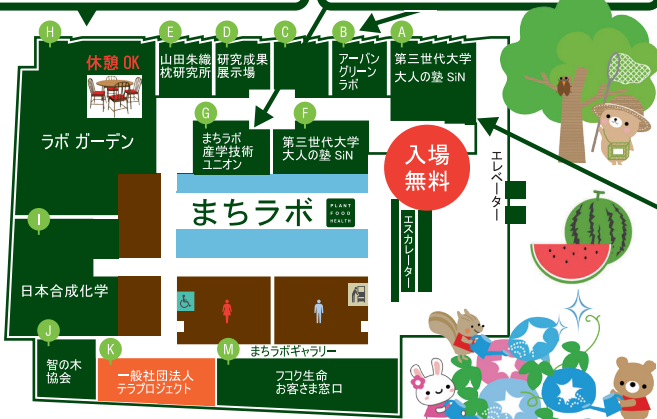 H
休憩 OK
ラボ ガーデン
E
山田朱織
枕研究所
D
研究成果
展示場
C
B
アーバン
グリーン
ラボ
A
第三世代大学
大人の塾 SiN
G
まちラボ
産学技術
ユニオン
F
第三世代大学
大人の塾 SiN
入場
無料
エレベーター
まちラボ
PLANT
FOOD
HEALTH
エスカレーター
I
日本合成化学
まちラボギャラリー
J
智の木
協会
K
一般社団法人
テラプロジェクト
M
フコク生命
お客さま窓口